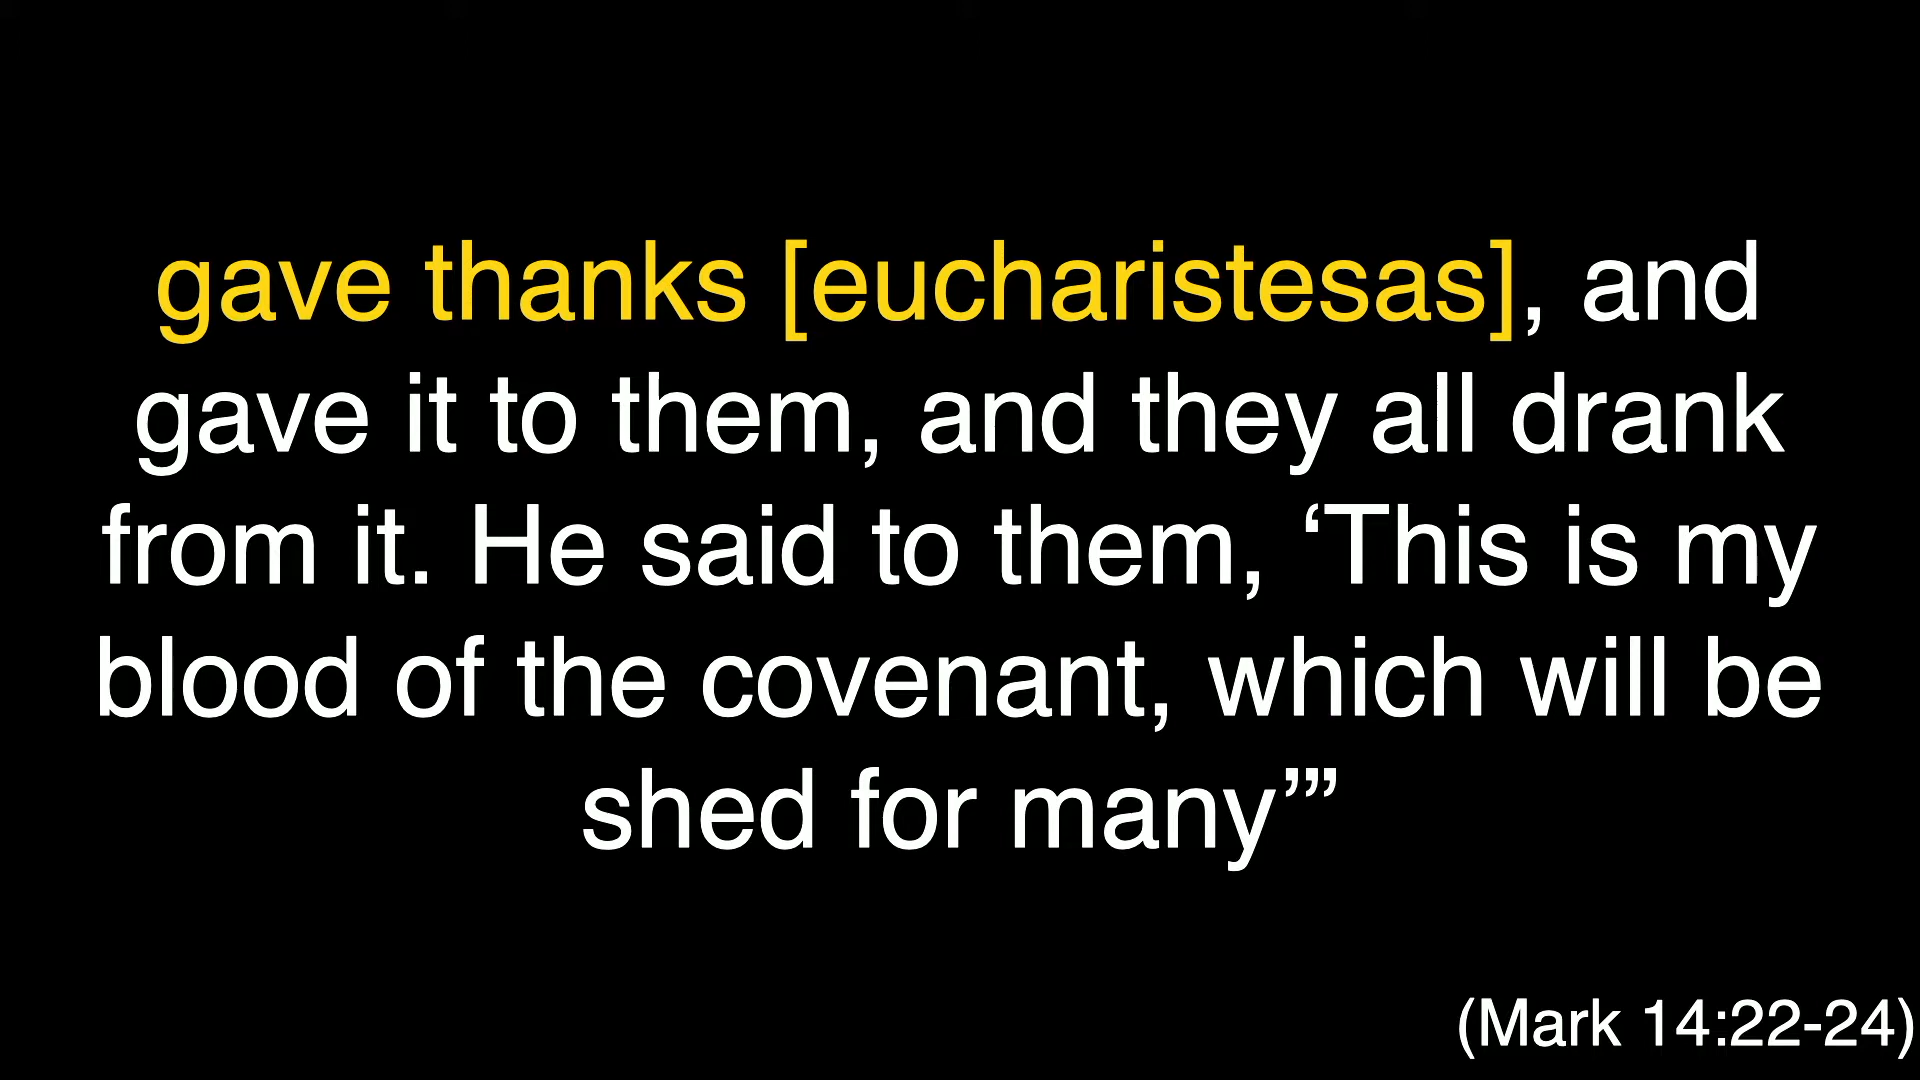 gave thanks [eucharistesas], and
gave it to them, and they all drank
from it. He said to them, ‘This is my
blood of the covenant, which will be
shed for many’”
(Mark 14:22-24)